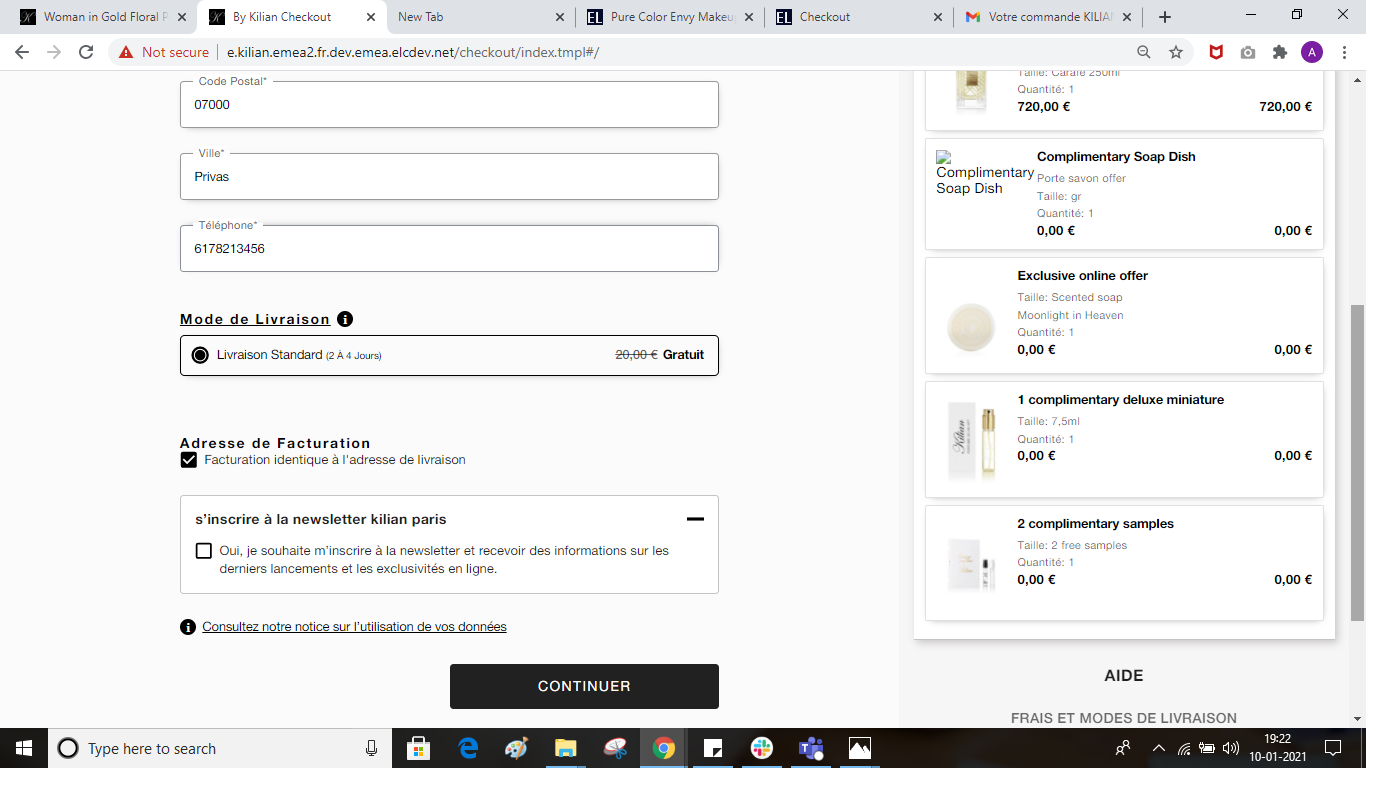 Woman in Gold Floral P
By Kilian Checkout
New Tab
EL
Pure Color Envy Makeu
EL
Checkout
Votre commande KILIA
Not secure
e.kilian.emea2.fr.dev.emea.elcdev.net/checkout/index.tmpl#/
A
Code Postal*
07000
Ville*
Privas
Téléphone*
6178213456
Mode de Livraison
Livraison Standard (2 À 4 Jours)
20,00 € Gratuit
Adresse de Facturation
Facturation identique à l'adresse de livraison
s'inscrire à la newsletter kilian paris
Oui, je souhaite m'inscrire à la newsletter et recevoir des informations sur les
derniers lancements et les exclusivités en ligne.
Consultez notre notice sur l'utilisation de vos données
CONTINUER
Taille: Carafe 250ml
Quantité: 1
720,00 €
720,00 €
Complimentary
Soap Dish
Complimentary Soap Dish
Porte savon offer
Taille: gr
Quantité: 1
0,00 €
0,00 €
Exclusive online offer
Taille: Scented soap
Moonlight in Heaven
Quantité: 1
0,00 €
0,00 €
Kilian
1 complimentary deluxe miniature
Taille: 7,5ml
Quantité: 1
0,00 €
0,00 €
2 complimentary samples
Taille: 2 free samples
Quantité: 1
0,00 €
0,00 €
AIDE
FRAIS ET MODES DE LIVRAISON
Type here to search
19:22
10-01-2021